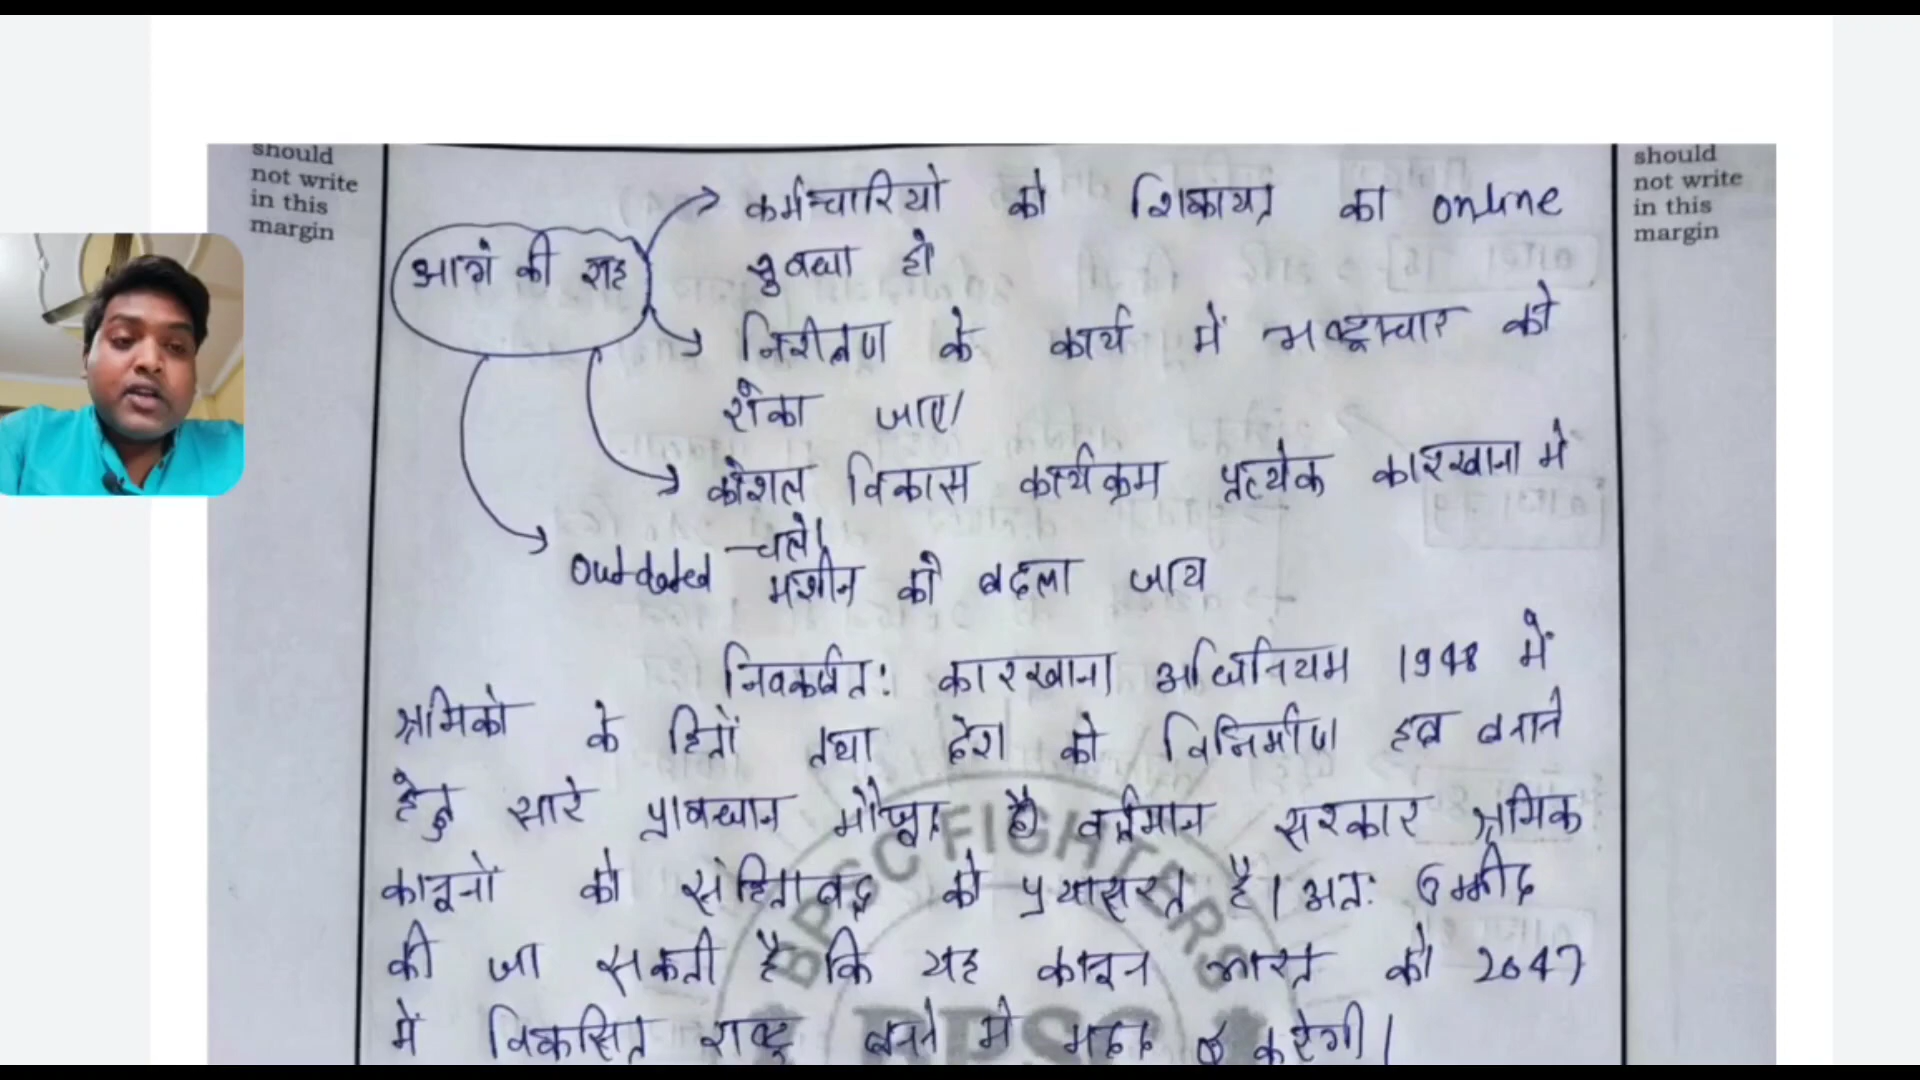 should
not write
in this
margin
should
not write
in this
margin
आगे की राह
कर्मचारियो को शिकायत का online
सुवधा हो
निरीक्षण के कार्य में भ्रष्ट्राचार को
रोका जाए।
कौशल विकास कार्यक्रम प्रत्येक कारखाना मे
चले।
Outdated मशीन को बदला जाय
निष्कर्षत: कारखाना अधिनियम 1948 में
श्रमिको के हितों तथा देश को विनिर्माण हब बनाने
हेतु सारे प्रावधान मौजूद है। वर्तमान सरकार श्रमिक
कानूनों को संहिताबद्ध को प्रयासरत है। अत: उम्मीद
की जा सकती है कि यह कानून भारत को 2047
में विकसित राष्ट्र बनने मे मदद करेगी।
BPSC FIGHTERS
BPSC